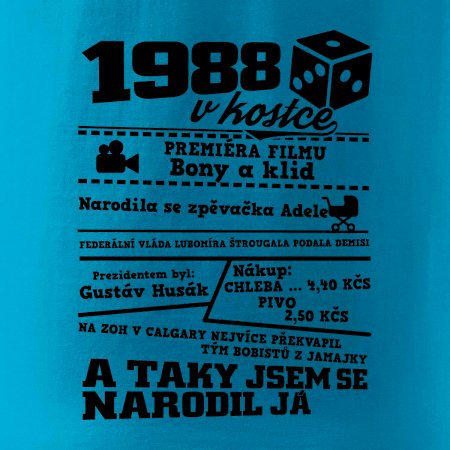 1988
v kostce
PREMIÉRA FILMU
Bony a klid
Narodila se zpěvačka Adele
FEDERÁLNÍ VLÁDA LUBOMÍRA ŠTROUGALA PODALA DEMISI
Prezidentem byl:
Gustáv Husák
Nákup:
CHLEBA ... 4,40 KČS
PIVO
2,50 KČS
NA ZOH V CALGARY NEJVÍCE PŘEKVAPIL
TÝM BOBISTŮ Z JAMAJKY
A TAKY JSEM SE
NARODIL JÁ